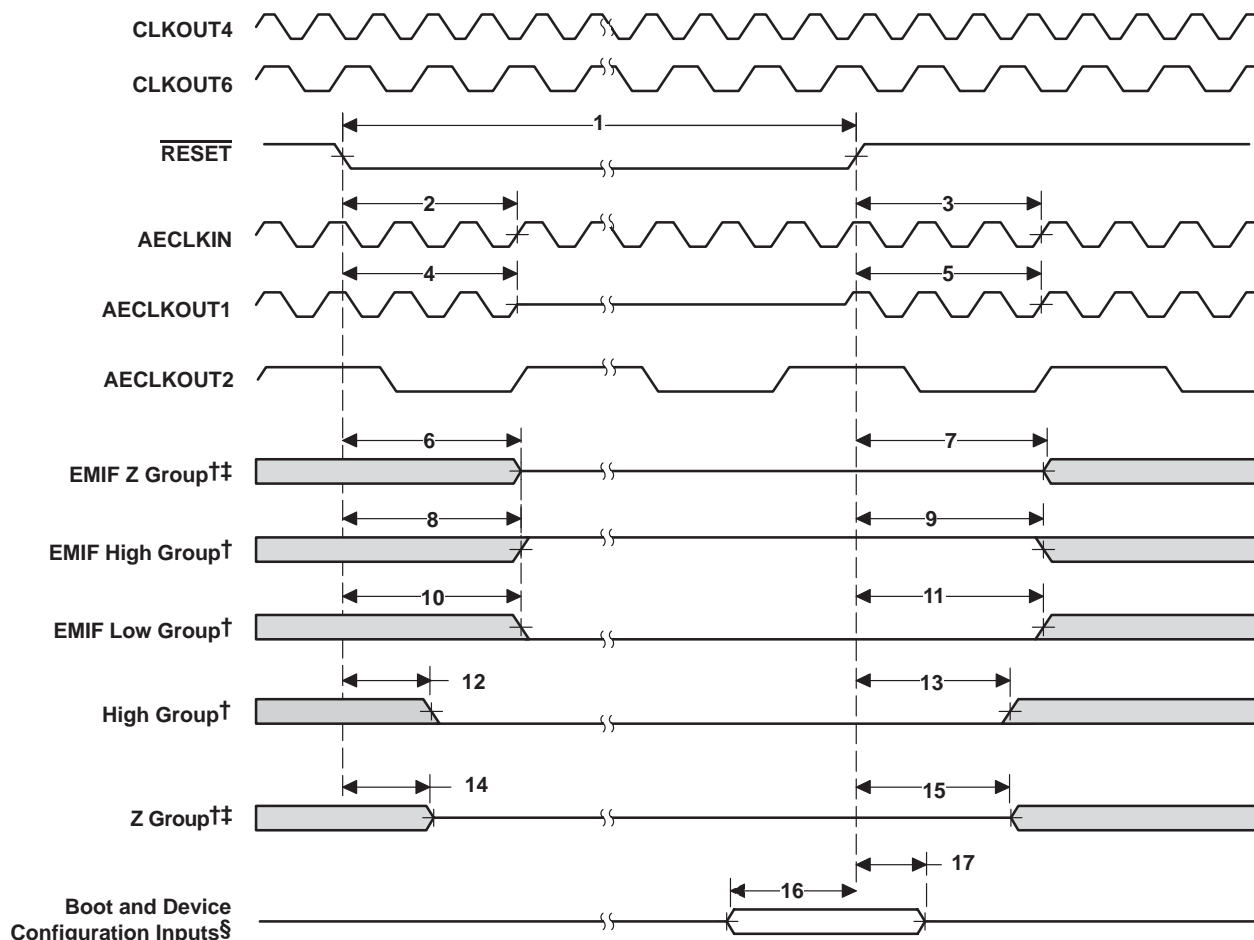 CLKOUT4
CLKOUT6
1
RESET
2
3
AECLKIN
4
5
AECLKOUT1
AECLKOUT2
6
7
EMIF Z Group†‡
8
9
EMIF High Group†
10
11
EMIF Low Group†
12
13
High Group†
14
15
Z Group†‡
17
16
Boot and Device
Configuration Inputs§